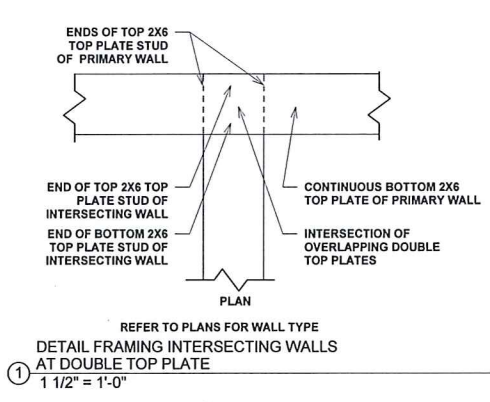 ENDS OF TOP 2X6
TOP PLATE STUD
OF PRIMARY WALL
END OF TOP 2X6 TOP
PLATE STUD OF
INTERSECTING WALL
END OF BOTTOM 2X6
TOP PLATE STUD OF
INTERSECTING WALL
CONTINUOUS BOTTOM 2X6
TOP PLATE OF PRIMARY WALL
INTERSECTION OF
OVERLAPPING DOUBLE
TOP PLATES
PLAN
REFER TO PLANS FOR WALL TYPE
DETAIL FRAMING INTERSECTING WALLS
AT DOUBLE TOP PLATE
1
1 1/2" = 1'-0"